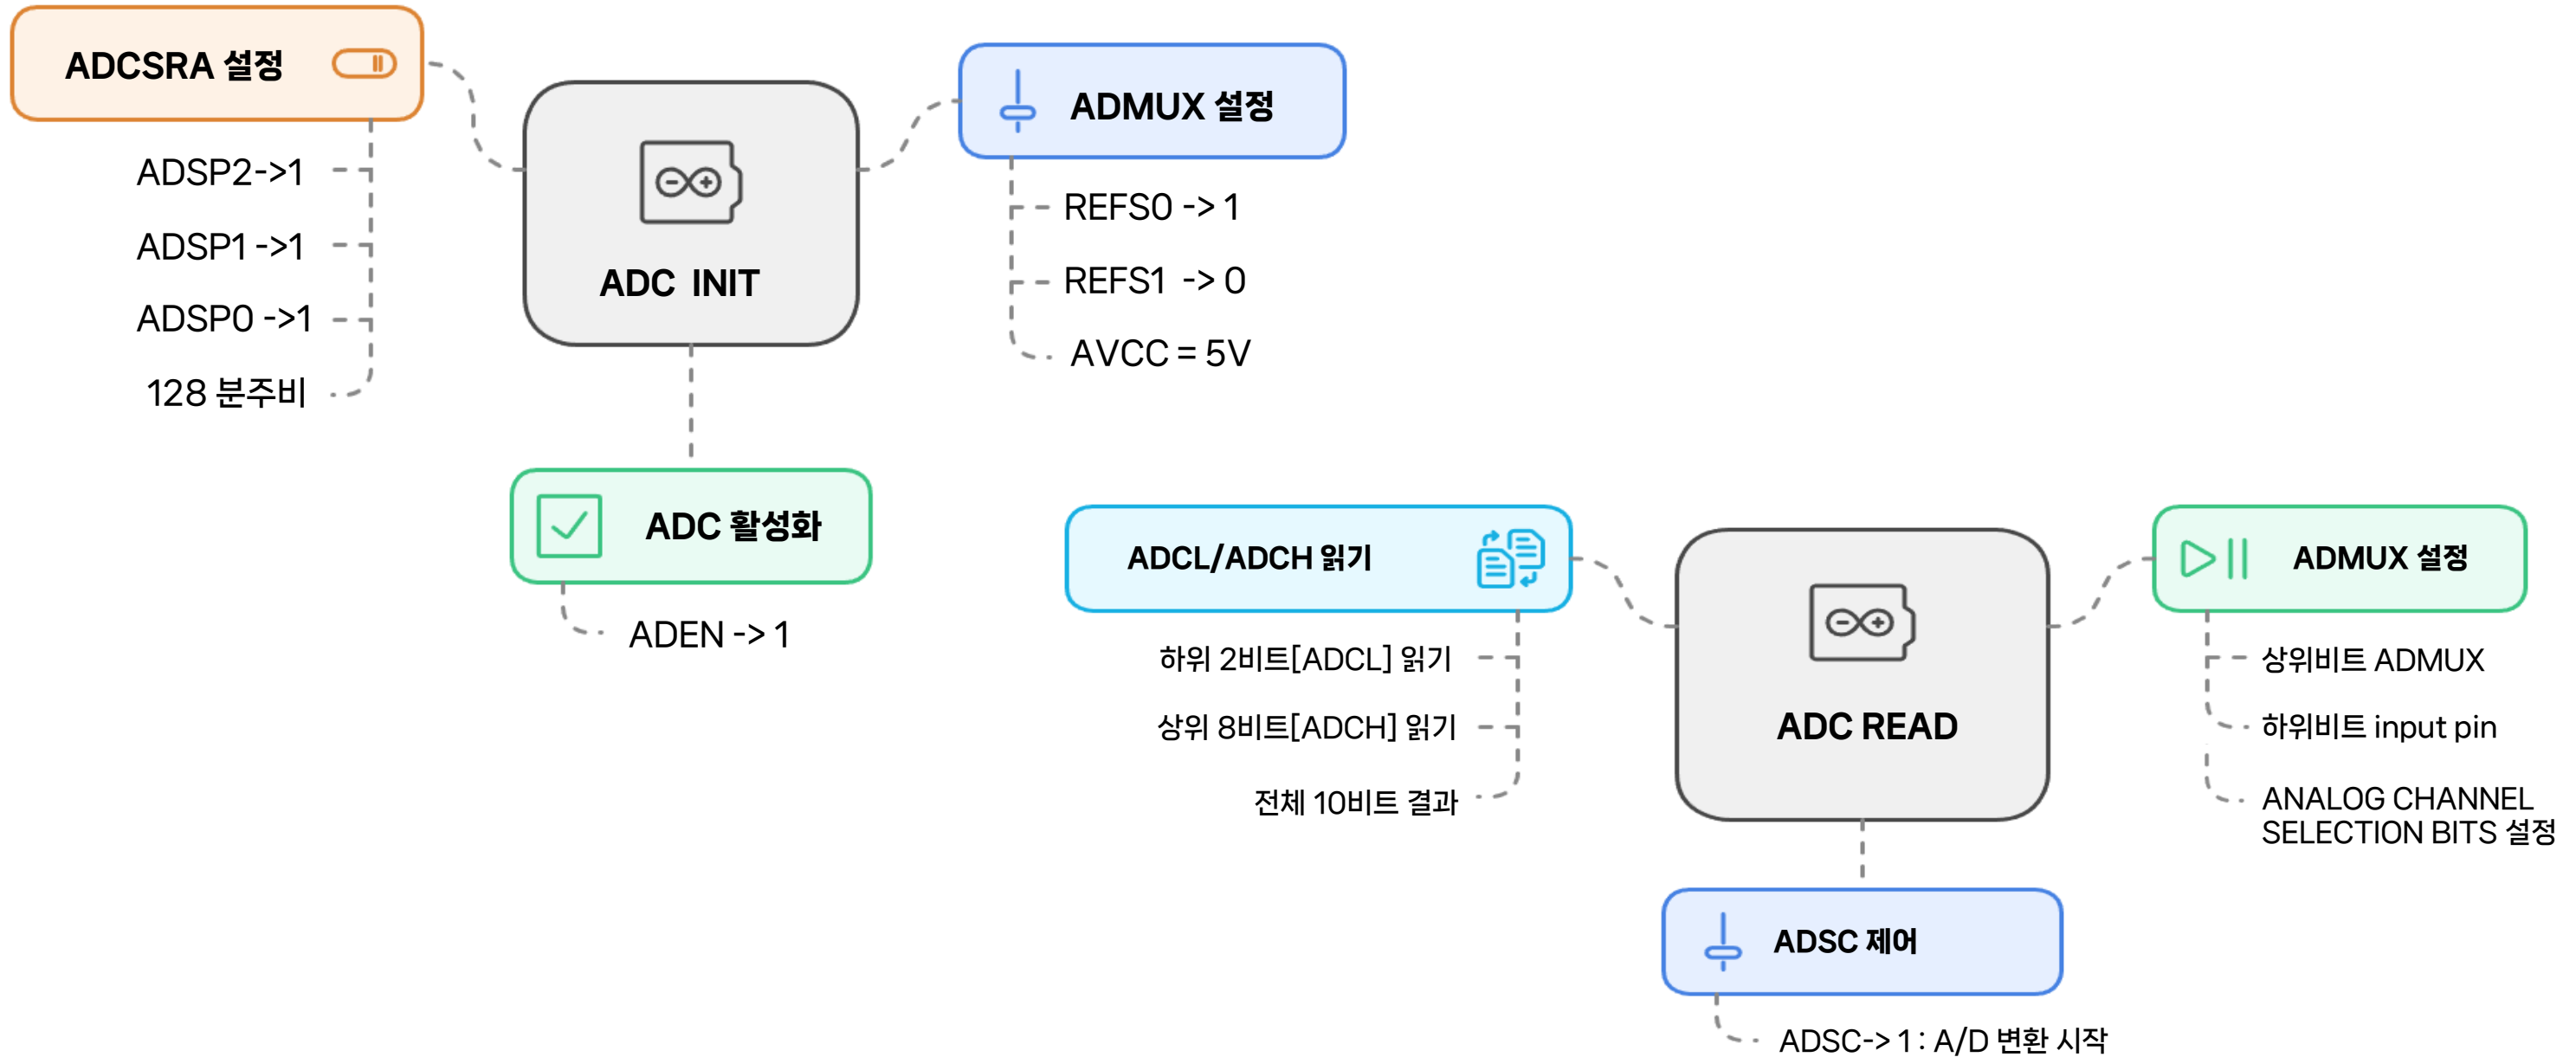 ADCSRA 설정
ADSP2->1
ADSP1 ->1
ADSP0 ->1
128 분주비
ADC INIT
ADMUX 설정
REFS0 -> 1
REFS1 -> 0
AVCC = 5V
ADC 활성화
ADEN -> 1
ADCL/ADCH 읽기
하위 2비트[ADCL] 읽기
상위 8비트[ADCH] 읽기
전체 10비트 결과
ADC READ
ADMUX 설정
상위비트 ADMUX
하위비트 input pin
ANALOG CHANNEL
SELECTION BITS 설정
ADSC 제어
ADSC-> 1 : A/D 변환 시작